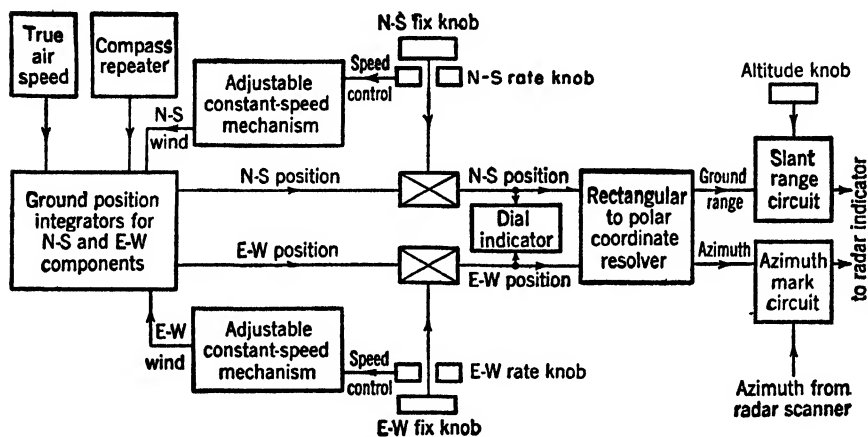 True
air
speed
Compass
repeater
N-S fix knob
Adjustable
constant-speed
mechanism
Speed
control
N-S rate knob
Altitude knob
N-S
wind
Ground position
integrators for
N-S and E-W
components
N-S position
N-S position
Dial
indicator
E-W position
E-W position
Rectangular
to polar
coordinate
resolver
Ground
range
Slant
range
circuit
Azimuth
Azimuth
mark
circuit
to radar indicator
E-W
wind
Adjustable
constant-speed
mechanism
Speed
control
E-W rate knob
E-W fix knob
Azimuth from
radar scanner